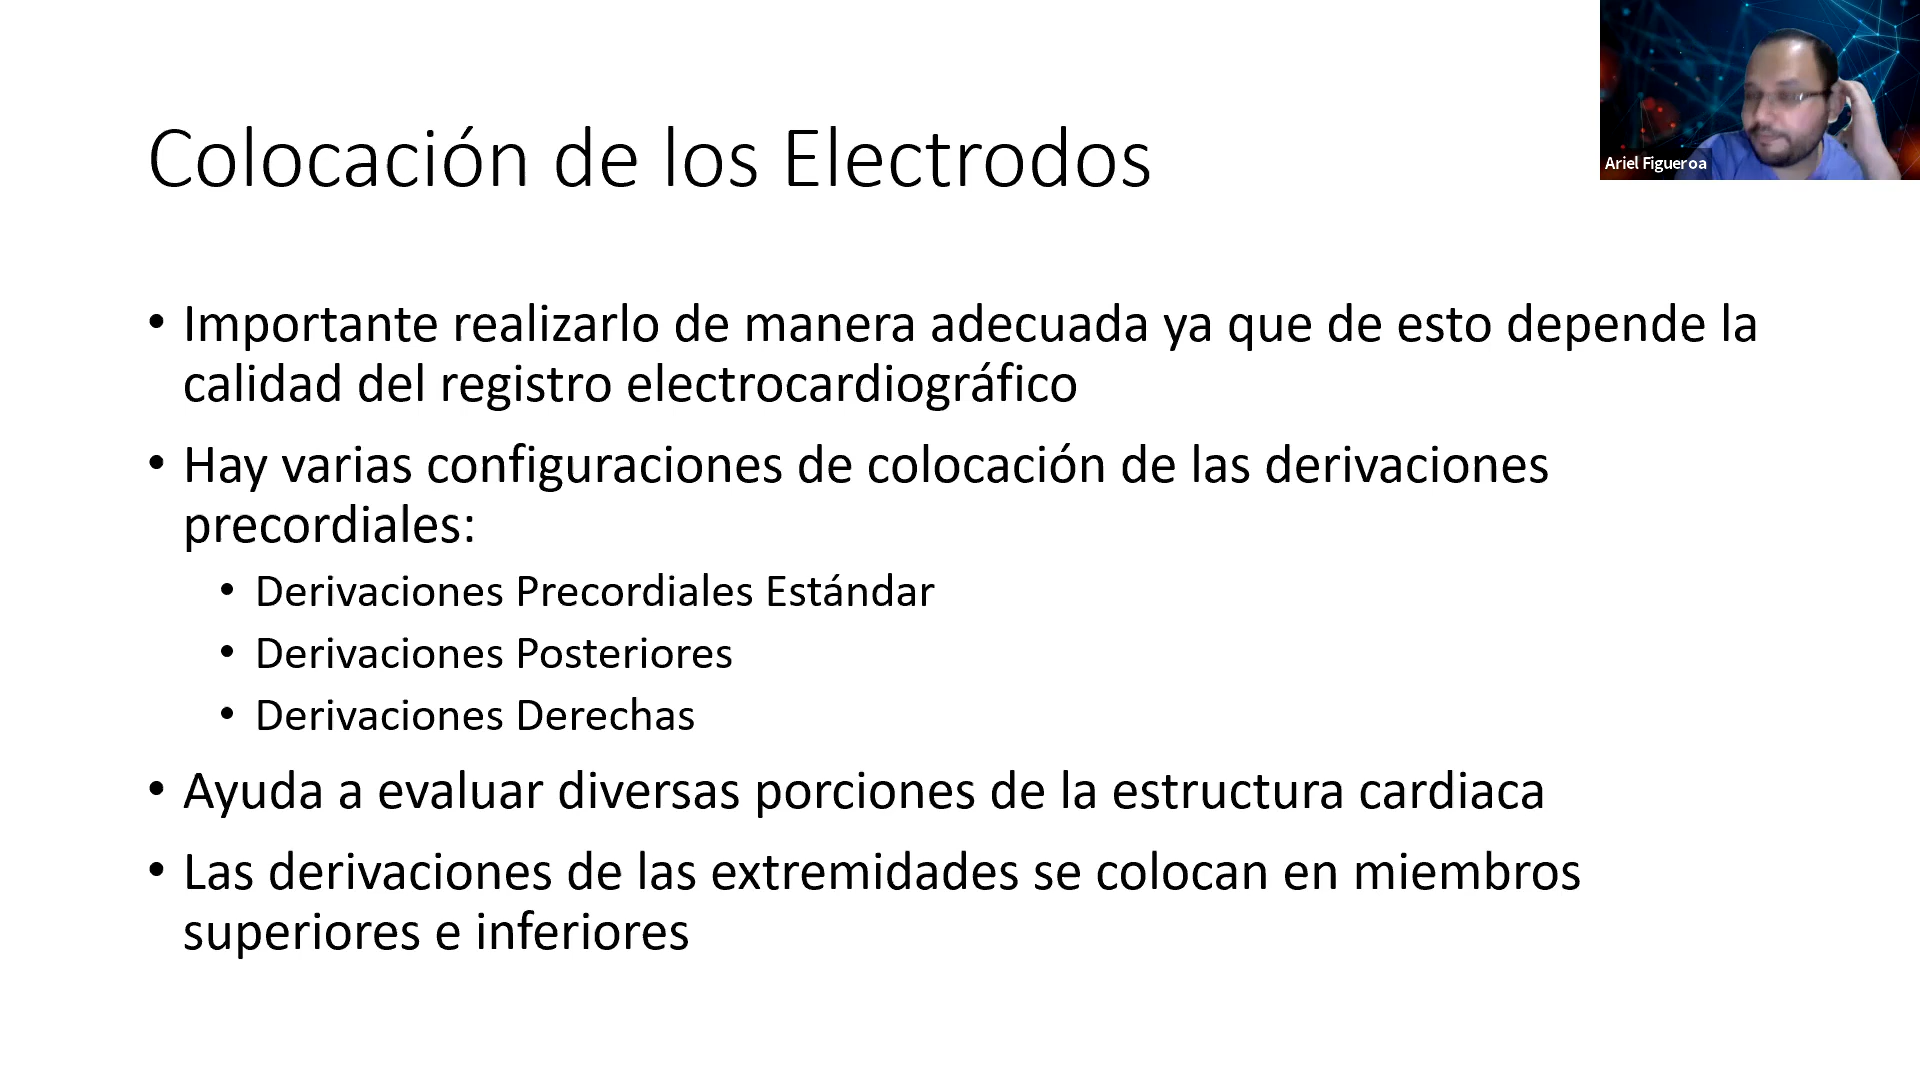 Colocación de los Electrodos
Ariel Figueroa
• Importante realizarlo de manera adecuada ya que de esto depende la
calidad del registro electrocardiográfico
• Hay varias configuraciones de colocación de las derivaciones
precordiales:
• Derivaciones Precordiales Estándar
• Derivaciones Posteriores
• Derivaciones Derechas
• Ayuda a evaluar diversas porciones de la estructura cardiaca
• Las derivaciones de las extremidades se colocan en miembros
superiores e inferiores